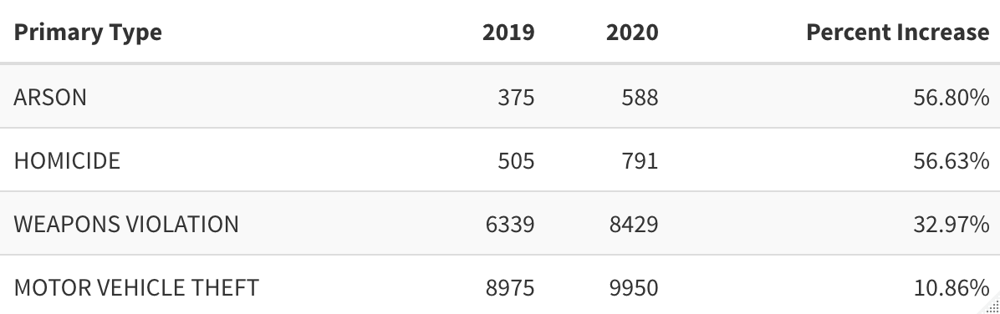 Primary Type 2019 2020 Percent Increase
ARSON 375 588 56.80%
HOMICIDE 505 791 56.63%
WEAPONS VIOLATION 6339 8429 32.97%
MOTOR VEHICLE THEFT 8975 9950 10.86%